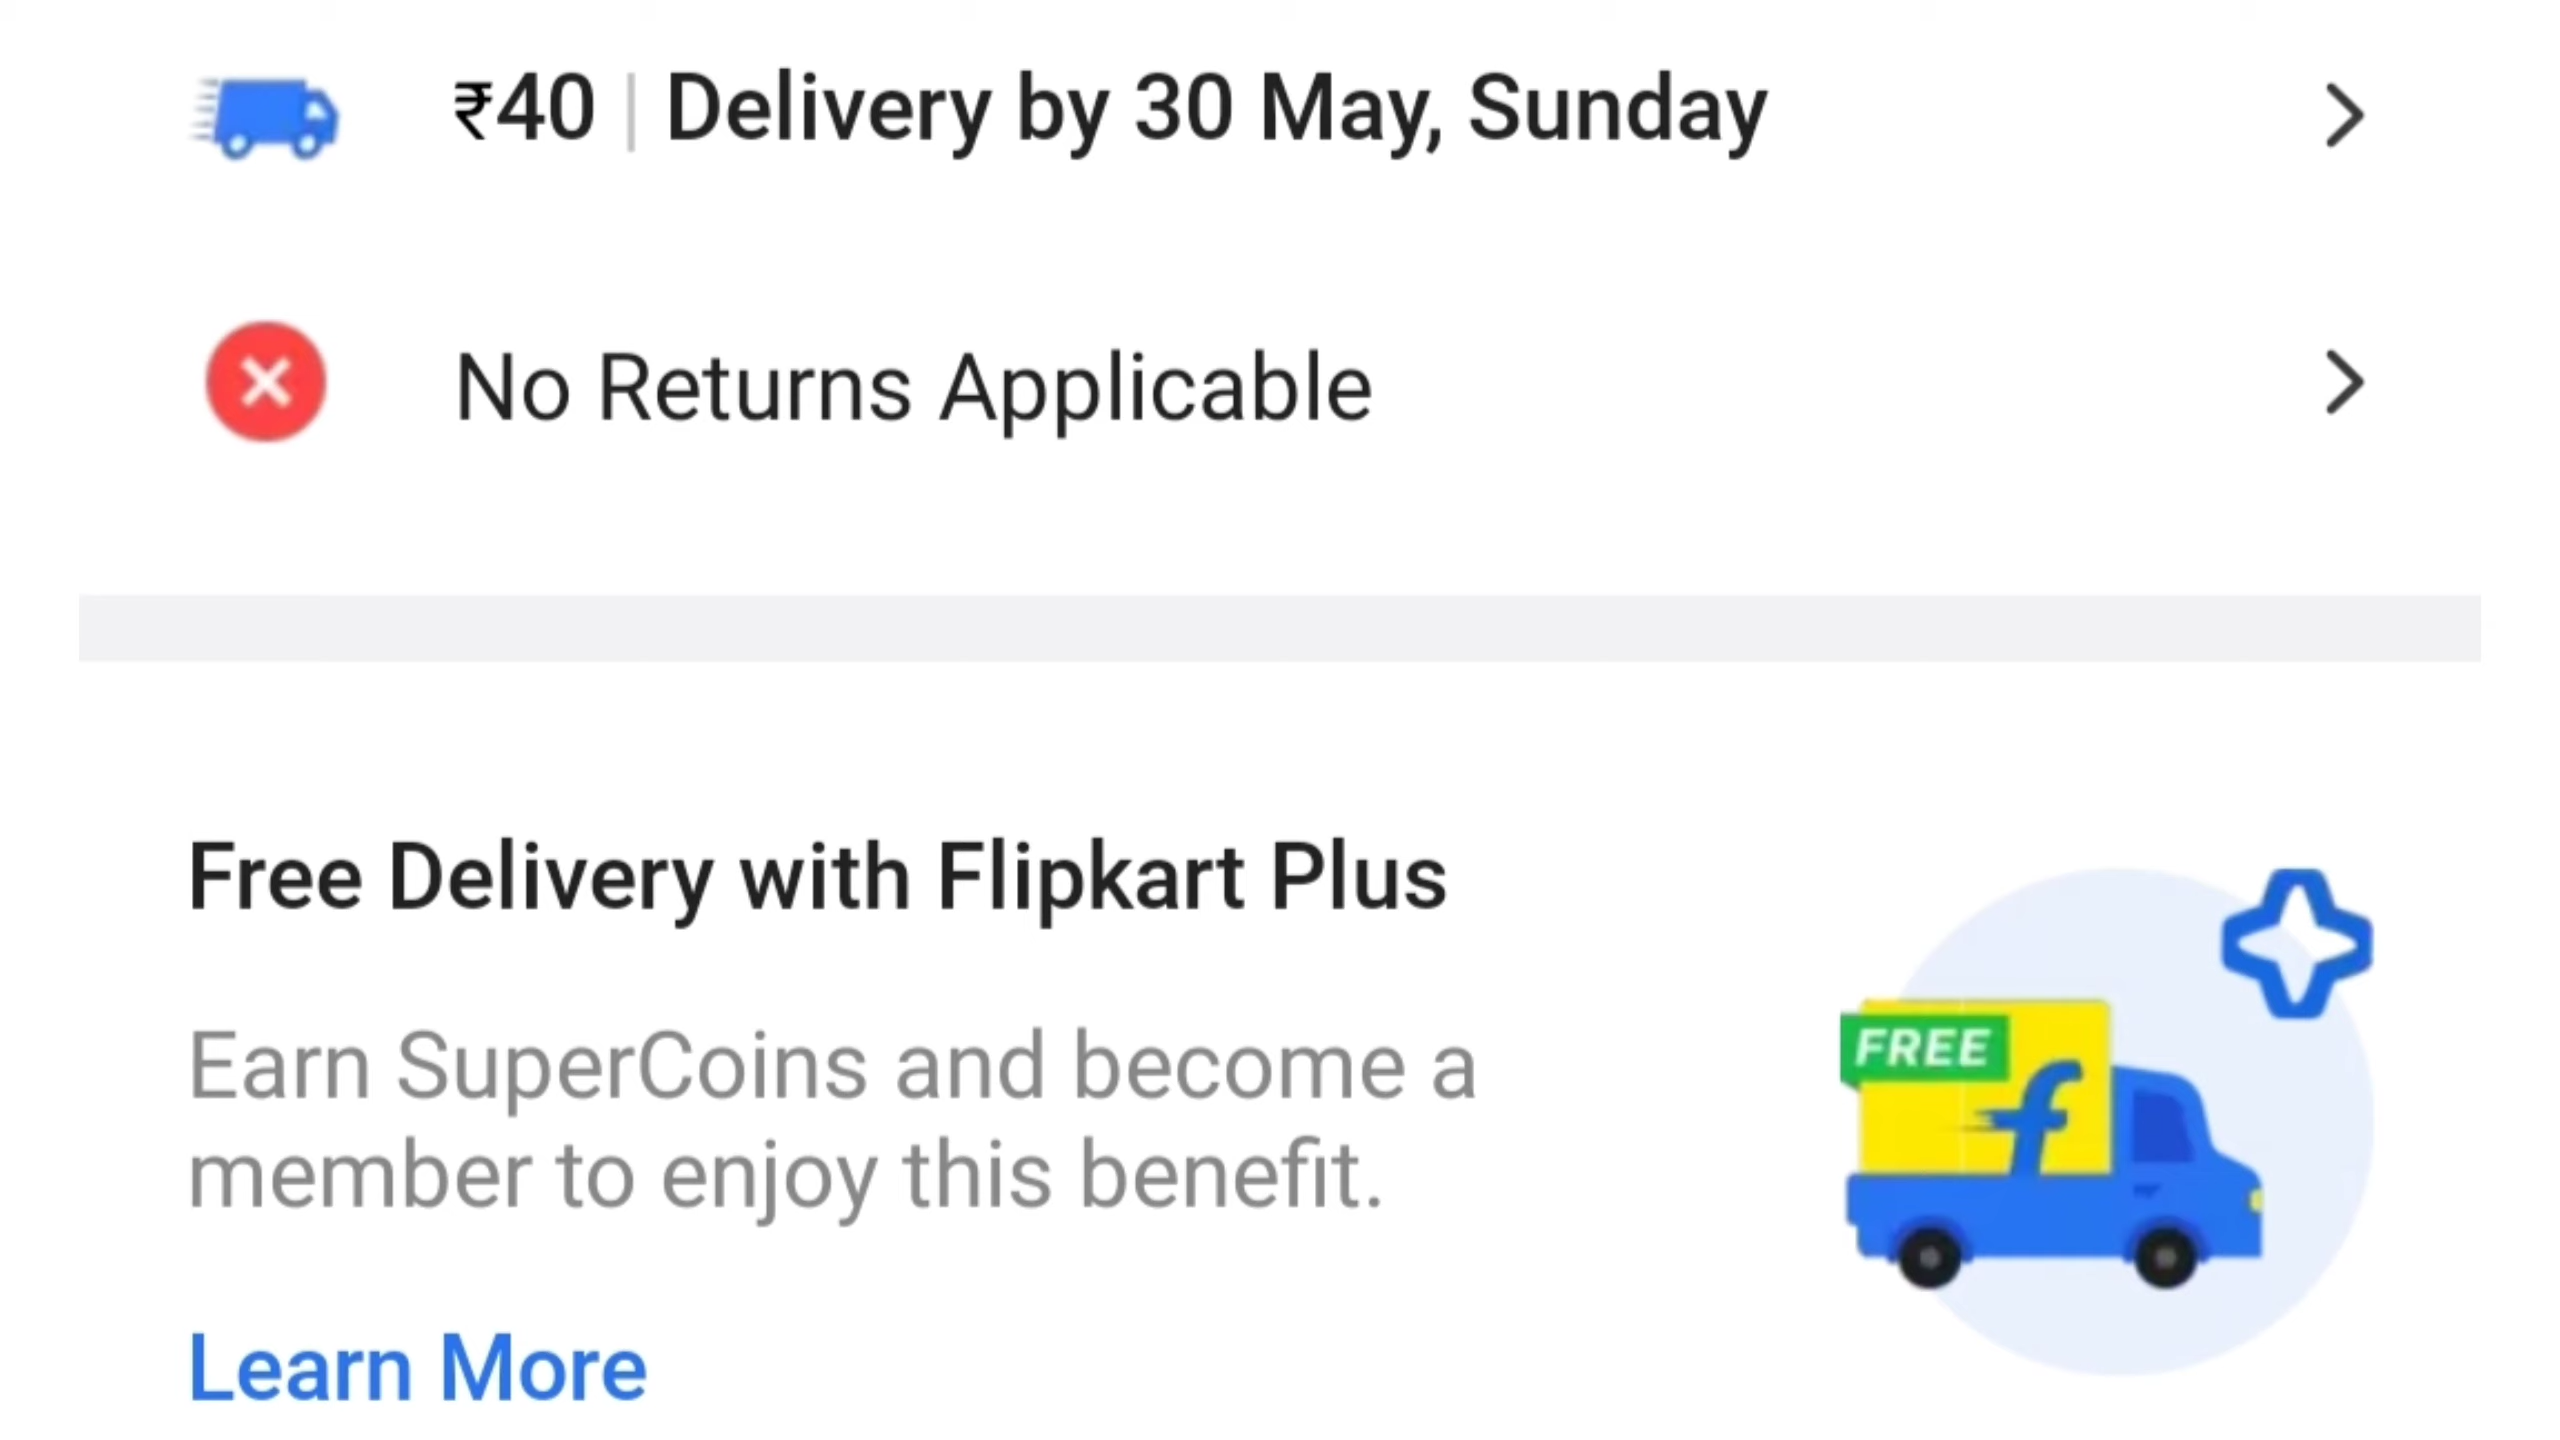 ₹40 | Delivery by 30 May, Sunday
No Returns Applicable
Free Delivery with Flipkart Plus
Earn SuperCoins and become a
member to enjoy this benefit.
FREE
f
Learn More